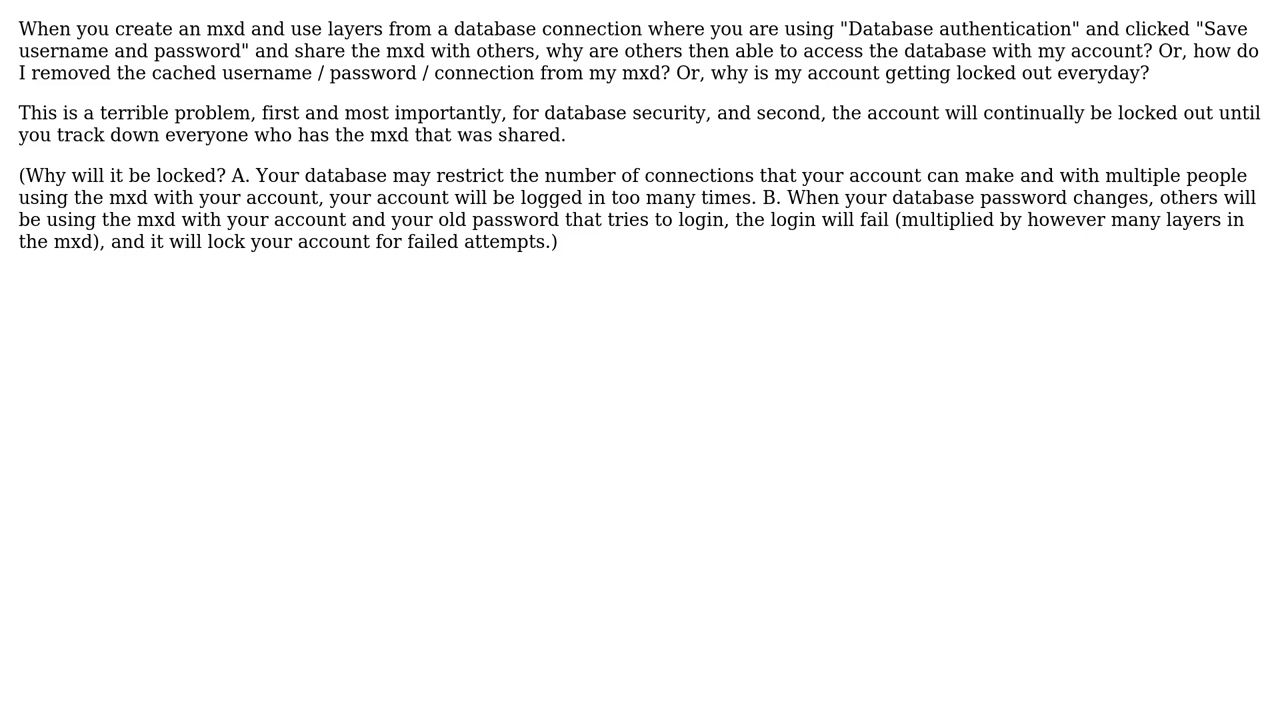 When you create an mxd and use layers from a database connection where you are using "Database authentication" and clicked "Save
username and password" and share the mxd with others, why are others then able to access the database with my account? Or, how do
I removed the cached username / password / connection from my mxd? Or, why is my account getting locked out everyday?
This is a terrible problem, first and most importantly, for database security, and second, the account will continually be locked out until
you track down everyone who has the mxd that was shared.
(Why will it be locked? A. Your database may restrict the number of connections that your account can make and with multiple people
using the mxd with your account, your account will be logged in too many times. B. When your database password changes, others will
be using the mxd with your account and your old password that tries to login, the login will fail (multiplied by however many layers in
the mxd), and it will lock your account for failed attempts.)